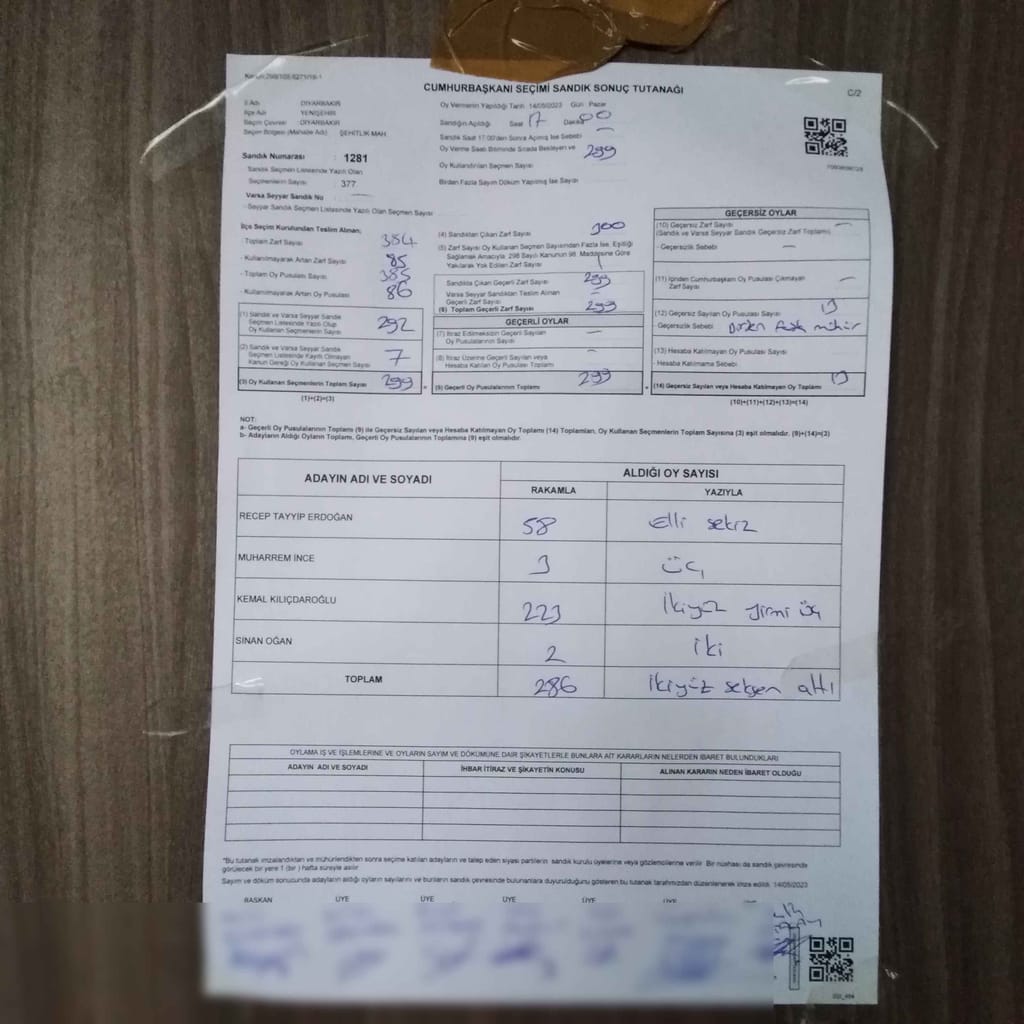 CUMHURBAŞKANI SEÇİMİ SANDIK SONUÇ TUTANAĞI
C/2
İl Adı DİYARBAKIR
İlçe Adı YENİŞEHİR
Seçim Çevresi DİYARBAKIR
Seçim Bölgesi (Mahalle Adı) ŞEHİTLİK MAH.
Sandık Numarası : 1281
Sandık Seçmen Listesinde Yazılı Olan
Seçmenlerin Sayısı : 377
Varsa Seyyar Sandık No
- Seyyar Sandık Seçmen Listesinde Yazılı Olan Seçmen Sayısı
Oy Vermenin Yapıldığı Tarih 14/05/2023 Gün Pazar
Sandığın Açıldığı Saat 17 Dakika 00
Sandık Saat 17:00'den Sonra Açılmış İse Sebebi
Oy Verme Saati Bitiminde Sırada Bekleyen ve 299
Oy Kullandırılan Seçmen Sayısı
Birden Fazla Sayım Döküm Yapılmış İse Sayısı
İlçe Seçim Kurulundan Teslim Alınan;
- Toplam Zarf Sayısı 384
- Kullanılmayarak Artan Zarf Sayısı 85
- Toplam Oy Pusulası Sayısı 385
- Kullanılmayarak Artan Oy Pusulası 86
(1) Sandık ve Varsa Seyyar Sandık
Seçmen Listesinde Yazılı Olup
Oy Kullanan Seçmenlerin Sayısı 292
(2) Sandık ve Varsa Seyyar Sandık
Seçmen Listesinde Kayıtlı Olmayan
Kanun Gereği Oy Kullanan Seçmen Sayısı 7
(3) Oy Kullanan Seçmenlerin Toplam Sayısı 299
(1)+(2)=(3)
(4) Sandıktan Çıkan Zarf Sayısı 300
(5) Zarf Sayısı Oy Kullanan Seçmen Sayısından Fazla İse, Eşitliği
Sağlamak Amacıyla 298 Sayılı Kanunun 98. Maddesine Göre
Yakılarak Yok Edilen Zarf Sayısı 1
Sandıkta Çıkan Geçerli Zarf Sayısı 299
Varsa Seyyar Sandıktan Teslim Alınan
Geçerli Zarf Sayısı
(6) Toplam Geçerli Zarf Sayısı 299
GEÇERLİ OYLAR
(7) İtiraz Edilmeksizin Geçerli Sayılan
Oy Pusulalarının Sayısı
(8) İtiraz Üzerine Geçerli Sayılan veya
Hesaba Katılan Oy Pusulası Toplamı
(9) Geçerli Oy Pusulalarının Toplamı 299
GEÇERSİZ OYLAR
(10) Geçersiz Zarf Sayısı
(Sandık ve Varsa Seyyar Sandık Geçersiz Zarf Toplamı)
- Geçersizlik Sebebi
(11) İçinden Cumhurbaşkanı Oy Pusulası Çıkmayan
Zarf Sayısı
(12) Geçersiz Sayılan Oy Pusulası Sayısı 13
- Geçersizlik Sebebi Birden fazla mühür
(13) Hesaba Katılmayan Oy Pusulası Sayısı
- Hesaba Katılmama Sebebi
(14) Geçersiz Sayılan veya Hesaba Katılmayan Oy Toplamı 13
(10)+(11)+(12)+(13)=(14)
NOT:
a- Geçerli Oy Pusulalarının Toplamı (9) ile Geçersiz Sayılan veya Hesaba Katılmayan Oy Toplamı (14) Toplamları, Oy Kullanan Seçmenlerin Toplam Sayısına (3) eşit olmalıdır. (9)+(14)=(3)
b- Adayların Aldığı Oyların Toplamı, Geçerli Oy Pusulalarının Toplamına (9) eşit olmalıdır.
ADAYIN ADI VE SOYADI ALDIĞI OY SAYISI
RAKAMLA YAZIYLA
RECEP TAYYİP ERDOĞAN 58 Elli sekiz
MUHARREM İNCE 3 üç
KEMAL KILIÇDAROĞLU 223 İkiyüz yirmi üç
SİNAN OĞAN 2 iki
TOPLAM 286 ikiyüz seksen altı
OYLAMA İŞ VE İŞLEMLERİNE VE OYLARIN SAYIM VE DÖKÜMÜNE DAİR ŞİKAYETLERLE BUNLARA AİT KARARLARIN NELERDEN İBARET BULUNDUKLARI
ADAYIN ADI VE SOYADI İHBAR İTİRAZ VE ŞİKAYETİN KONUSU ALINAN KARARIN NEDEN İBARET OLDUĞU
*Bu tutanak imzalandıktan ve mühürlendikten sonra seçime katılan adayların ve talep eden siyasi partilerin sandık kurulu üyelerine veya gözlemcilerine verilir. Bir nüshası da sandık çevresinde
görülecek bir yere 1 (bir) hafta süreyle asılır.
Sayım ve döküm sonucunda adayların aldığı oyların sayılarını ve bunların sandık çevresinde bulunanlara duyurulduğunu gösteren bu tutanak tarafımızdan düzenlenerek imza edildi. 14/05/2023
BAŞKAN ÜYE ÜYE ÜYE ÜYE ÜYE ÜYE